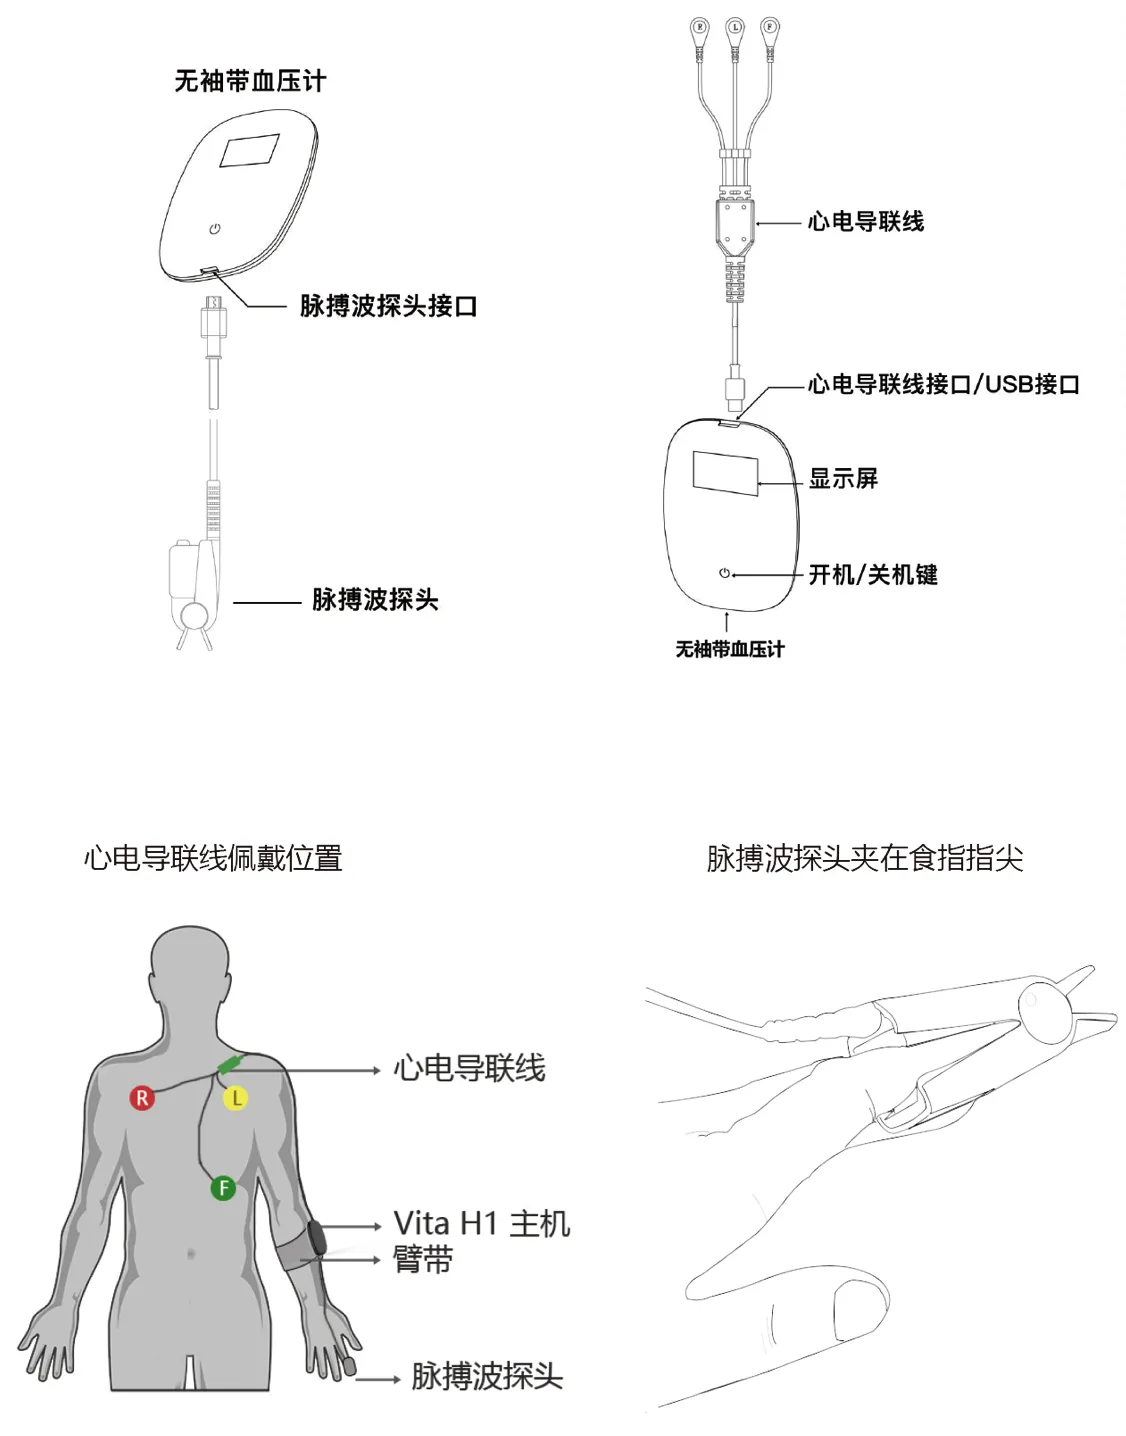 无袖带血压计
脉搏波探头接口
脉搏波探头
R L F
心电导联线
心电导联线接口/USB接口
显示屏
开机/关机键
无袖带血压计
心电导联线佩戴位置
心电导联线
R L
F
Vita H1 主机
臂带
脉搏波探头
脉搏波探头夹在食指指尖